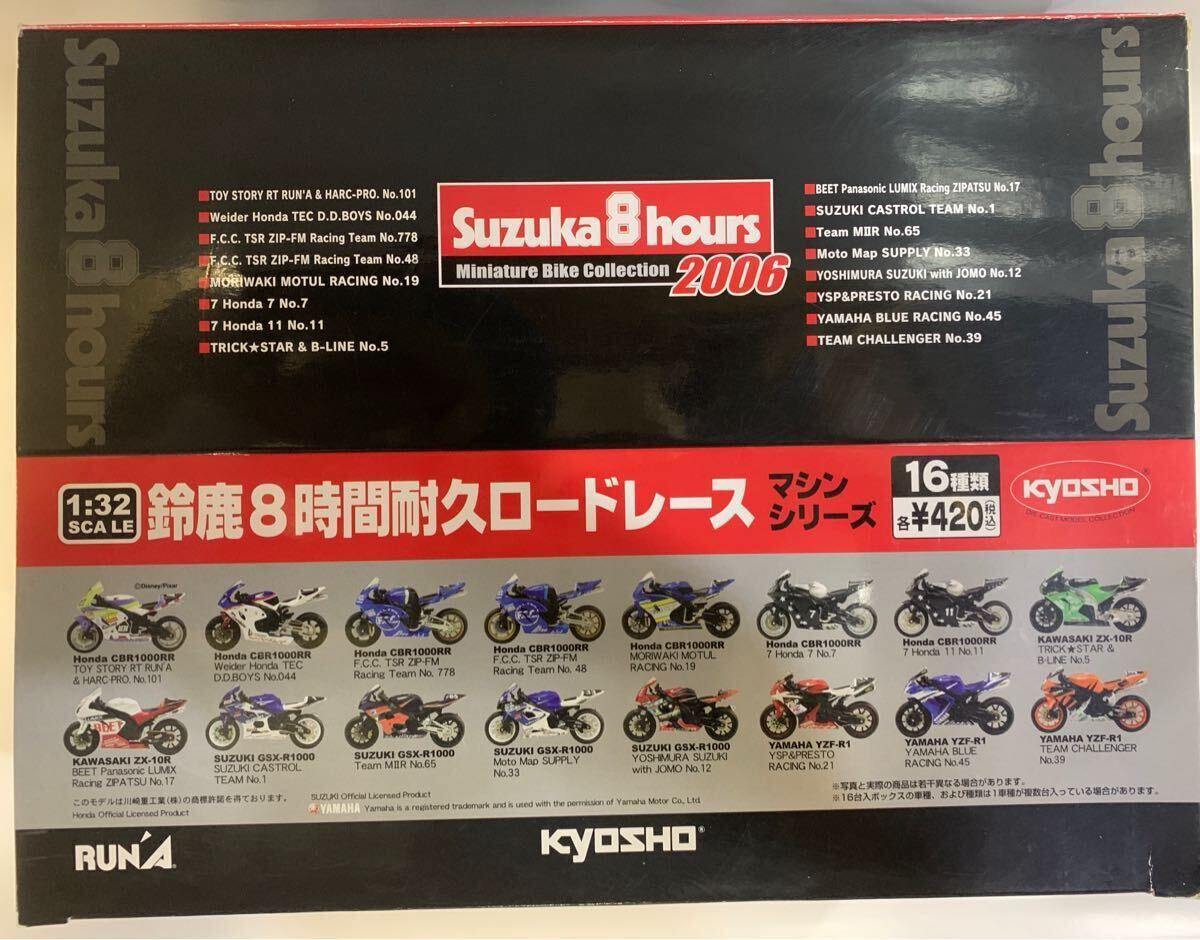 Suzuka 8 hours
■TOY STORY RT RUN'A & HARC-PRO. No.101
■Weider Honda TEC D.D.BOYS No.044
■F.C.C. TSR ZIP-FM Racing Team No.778
■F.C.C. TSR ZIP-FM Racing Team No.48
■MORIWAKI MOTUL RACING No.19
■7 Honda 7 No.7
■7 Honda 11 No.11
■TRICK★STAR & B-LINE No.5
Suzuka 8 hours
Miniature Bike Collection 2006
■BEET Panasonic LUMIX Racing ZIPATSU No.17
■SUZUKI CASTROL TEAM No.1
■Team MⅡR No.65
■Moto Map SUPPLY No.33
■YOSHIMURA SUZUKI with JOMO No.12
■YSP&PRESTO RACING No.21
■YAMAHA BLUE RACING No.45
■TEAM CHALLENGER No.39
Suzuka 8 hours
1:32
SCALE
鈴鹿8時間耐久ロードレース
マシン
シリーズ
16種類
各¥420(税込)
KYOSHO®
DIE-CAST MODEL COLLECTION
©Disney/Pixar
Honda CBR1000RR
TOY STORY RT RUN'A
& HARC-PRO. No.101
Honda CBR1000RR
Weider Honda TEC
D.D.BOYS No.044
Honda CBR1000RR
F.C.C. TSR ZIP-FM
Racing Team No. 778
Honda CBR1000RR
F.C.C. TSR ZIP-FM
Racing Team No. 48
Honda CBR1000RR
MORIWAKI MOTUL
RACING No.19
Honda CBR1000RR
7 Honda 7 No.7
Honda CBR1000RR
7 Honda 11 No.11
KAWASAKI ZX-10R
TRICK★STAR &
B-LINE No.5
KAWASAKI ZX-10R
BEET Panasonic LUMIX
Racing ZIPATSU No.17
SUZUKI GSX-R1000
SUZUKI CASTROL
TEAM No.1
SUZUKI GSX-R1000
Team MⅡR No.65
SUZUKI GSX-R1000
Moto Map SUPPLY
No.33
SUZUKI GSX-R1000
YOSHIMURA SUZUKI
with JOMO No.12
YAMAHA YZF-R1
YSP&PRESTO
RACING No.21
YAMAHA YZF-R1
YAMAHA BLUE
RACING No.45
YAMAHA YZF-R1
TEAM CHALLENGER
No.39
このモデルは川崎重工業(株)の商標許諾を得ております。
Honda Official Licensed Product
SUZUKI Official Licensed Product
YAMAHA Yamaha is a registered trademark and is used with the permission of Yamaha Motor Co., Ltd.
※写真と実際の商品は若干異なる場合があります。
※16台入ボックスの車種、および種類は1車種が複数台入っている場合があります。
RUN'A
KYOSHO®